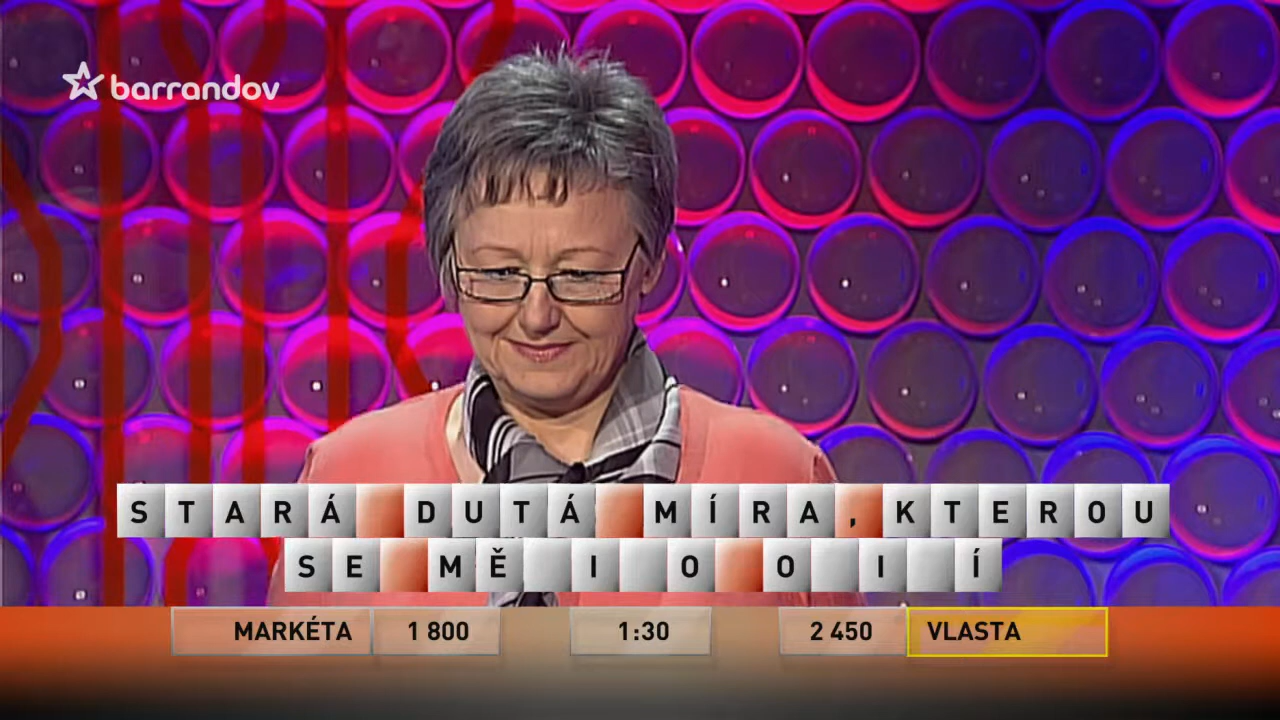 barrandov
STARÁ DUTÁ MÍRA, KTEROU
SE MĚ I O O I Í
MARKÉTA 1 800 1:30 2 450 VLASTA